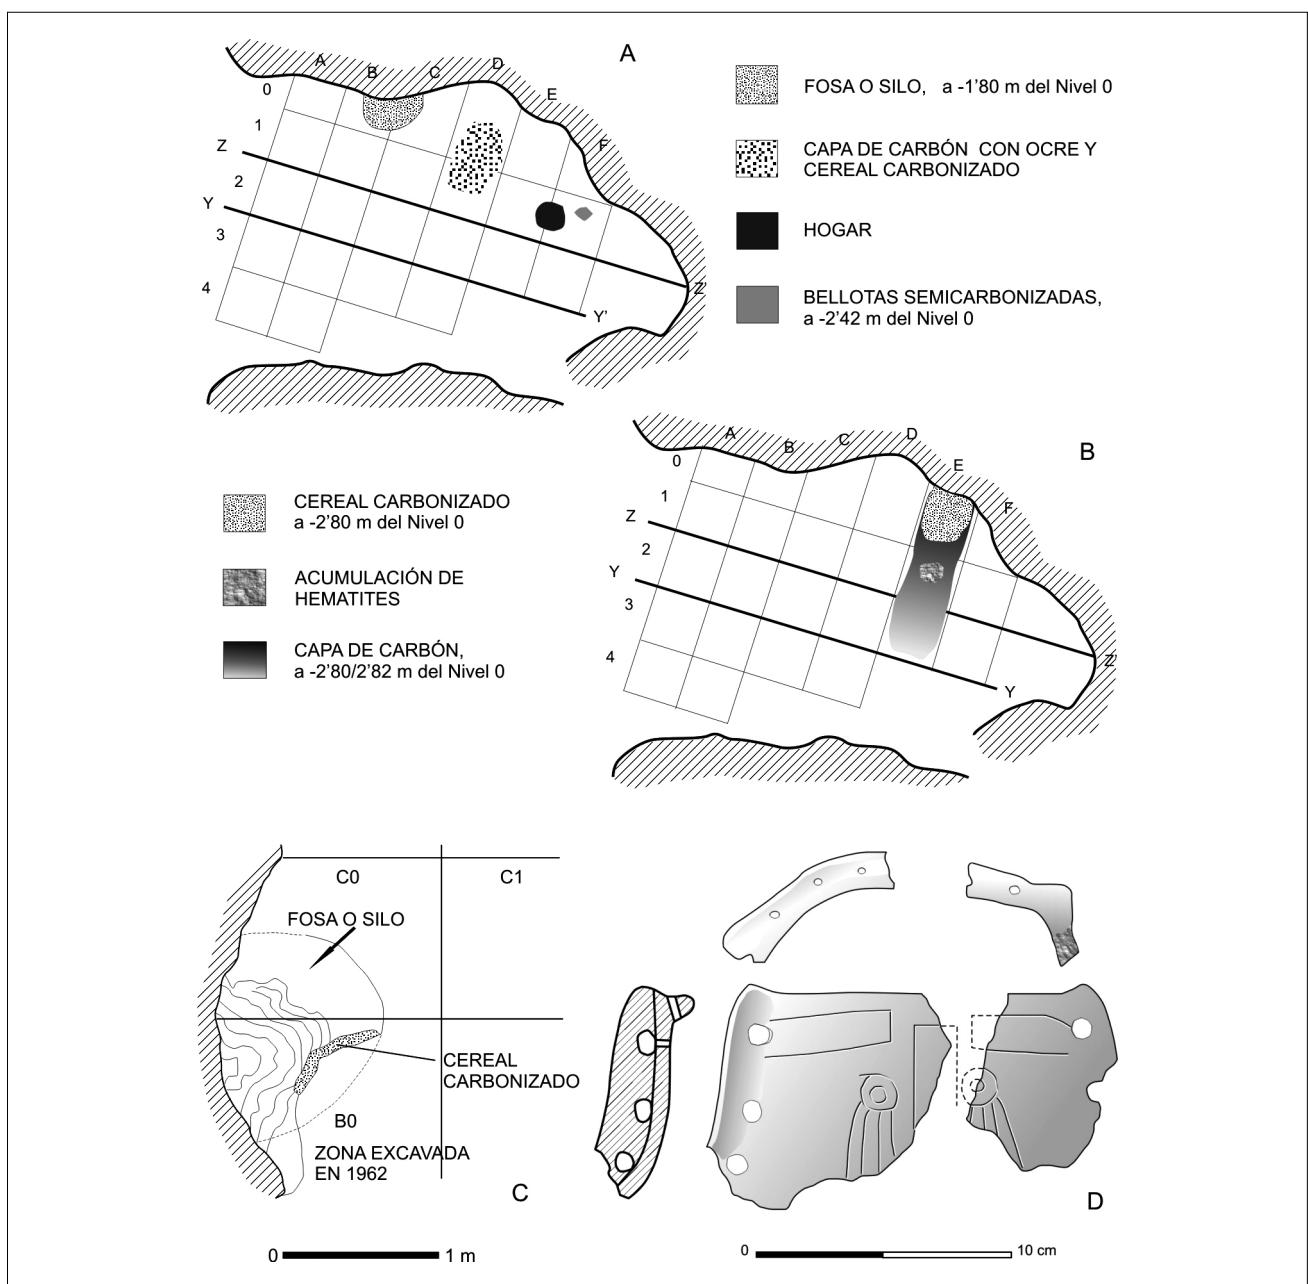 A
A B C D E F
0
1
Z
2
Y
3
4
Z'
Y'
FOSA O SILO, a -1'80 m del Nivel 0
CAPA DE CARBÓN CON OCRE Y
CEREAL CARBONIZADO
HOGAR
BELLOTAS SEMICARBONIZADAS,
a -2'42 m del Nivel 0
B
A B C D E F
0
1
Z
2
Y
3
4
Z'
Y
CEREAL CARBONIZADO
a -2'80 m del Nivel 0
ACUMULACIÓN DE
HEMATITES
CAPA DE CARBÓN,
a -2'80/2'82 m del Nivel 0
C0 C1
FOSA O SILO
CEREAL
CARBONIZADO
B0
ZONA EXCAVADA
EN 1962
C
0 1 m
D
0 10 cm